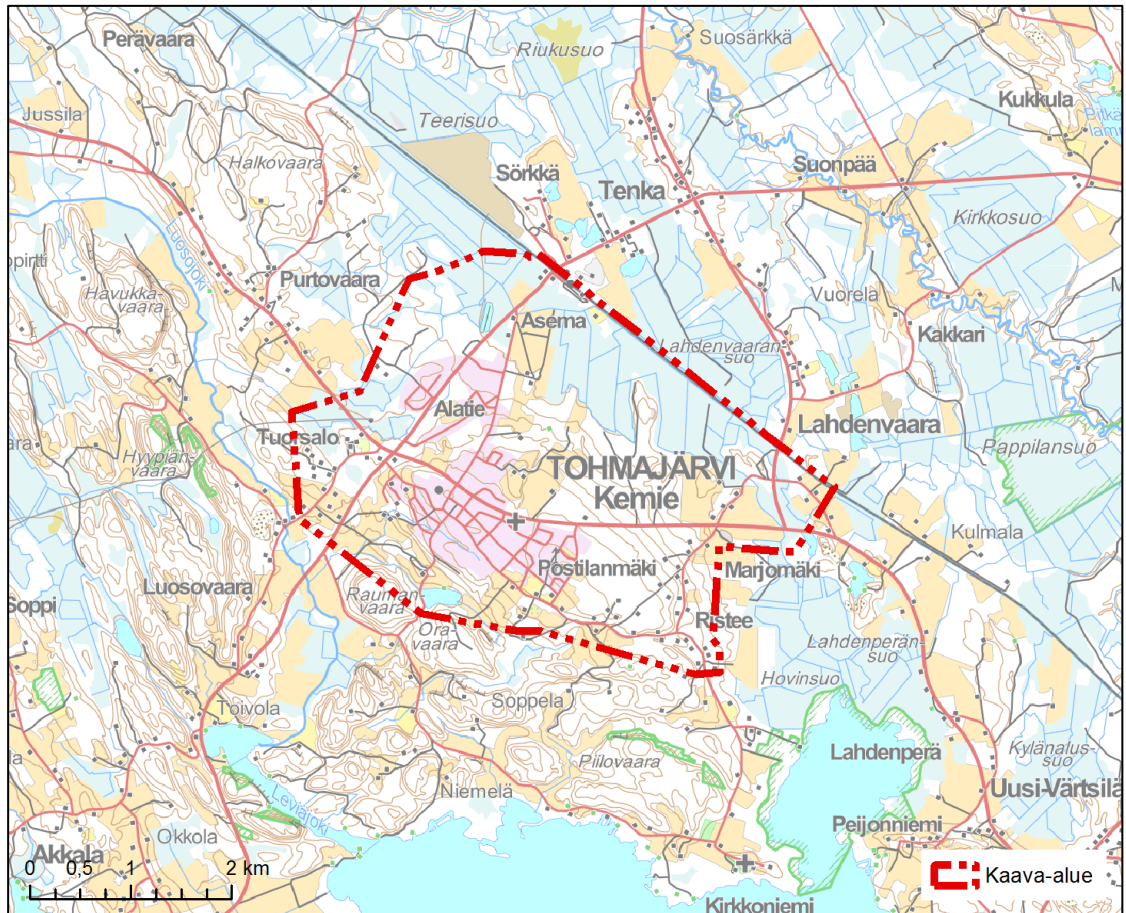 Perävaara
Riukusuo
Suosärkkä
Kukkula
Jussila
Teerisuo
Halkovaara
Sörkkä
Tenka
Suonpää
Kirkkosuo
Luosojoki
Purtovaara
Havukka-
vaara
Vuorela
Asema
Lahdenvaaran-
suo
Kakkari
Alatie
Lahdenvaara
Tuorsalo
Pappilansuo
Hyypiän-
vaara
TOHMAJÄRVI
Kemie
Kulmala
Postilanmäki
Marjomäki
Luosovaara
Rauman-
vaara
Soppi
Ristee
Ora-
vaara
Lahdenperän-
suo
Hovinsuo
Soppela
Toivola
Lahdenperä
Kylänalus-
suo
Piilovaara
Niemelä
Uusi-Värtsilä
Leviäjoki
Peijonniemi
Okkola
Akkala
0 0,5 1 2 km
Kaava-alue
Kirkkoniemi